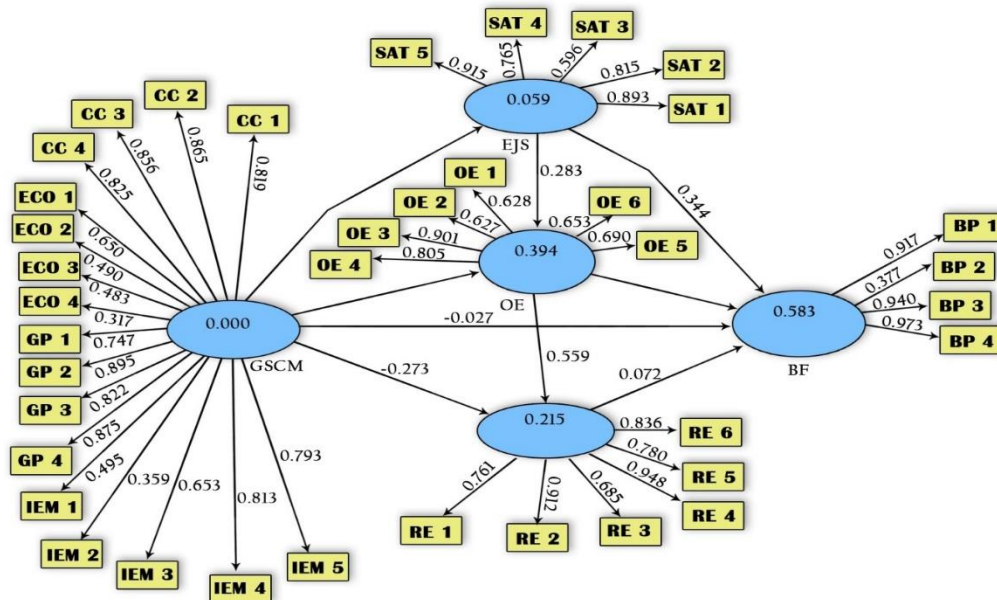 SAT 4
SAT 3
SAT 5
SAT 2
SAT 1
0.915
0.765
0.596
0.815
0.893
0.059
EJS
CC 2
CC 3
CC 1
CC 4
0.865
0.856
0.819
0.825
ECO 1
ECO 2
ECO 3
ECO 4
GP 1
GP 2
GP 3
GP 4
IEM 1
IEM 2
IEM 3
IEM 4
IEM 5
0.650
0.490
0.483
0.317
0.747
0.895
0.822
0.875
0.495
0.359
0.653
0.813
0.793
0.000
GSCM
0.283
0.344
OE 1
OE 2
OE 3
OE 4
OE 6
OE 5
0.628
0.627
0.901
0.805
0.653
0.690
0.394
OE
-0.027
-0.273
0.559
0.072
0.583
BF
BP 1
BP 2
BP 3
BP 4
0.917
0.377
0.940
0.973
0.215
0.836
0.780
0.948
0.685
0.912
0.761
RE 6
RE 5
RE 4
RE 3
RE 2
RE 1